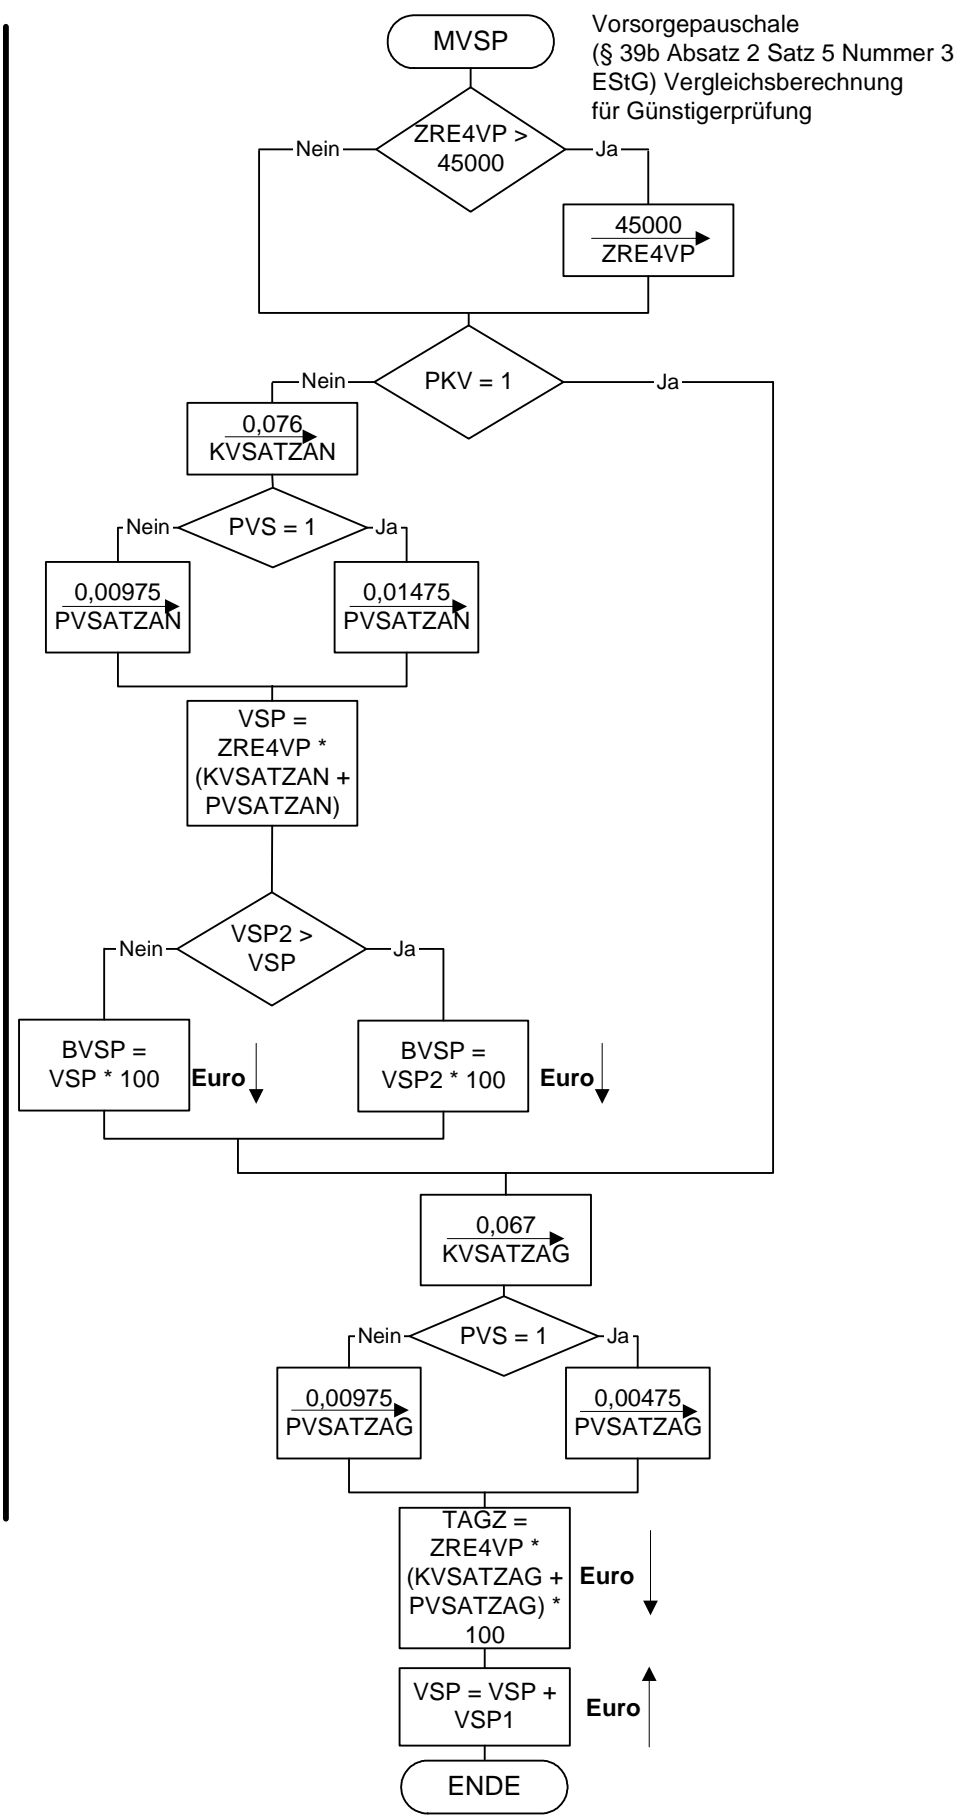 MVSP
Vorsorgepauschale
(§ 39b Absatz 2 Satz 5 Nummer 3
EStG) Vergleichsberechnung
für Günstigerprüfung
ZRE4VP >
45000
Nein
Ja
45000
ZRE4VP
PKV = 1
Nein
Ja
0,076
KVSATZAN
PVS = 1
Nein
Ja
0,00975
PVSATZAN
0,01475
PVSATZAN
VSP =
ZRE4VP *
(KVSATZAN +
PVSATZAN)
VSP2 >
VSP
Nein
Ja
BVSP =
VSP * 100
Euro
BVSP =
VSP2 * 100
Euro
0,067
KVSATZAG
PVS = 1
Nein
Ja
0,00975
PVSATZAG
0,00475
PVSATZAG
TAGZ =
ZRE4VP *
(KVSATZAG +
PVSATZAG) *
100
Euro
VSP = VSP +
VSP1
Euro
ENDE